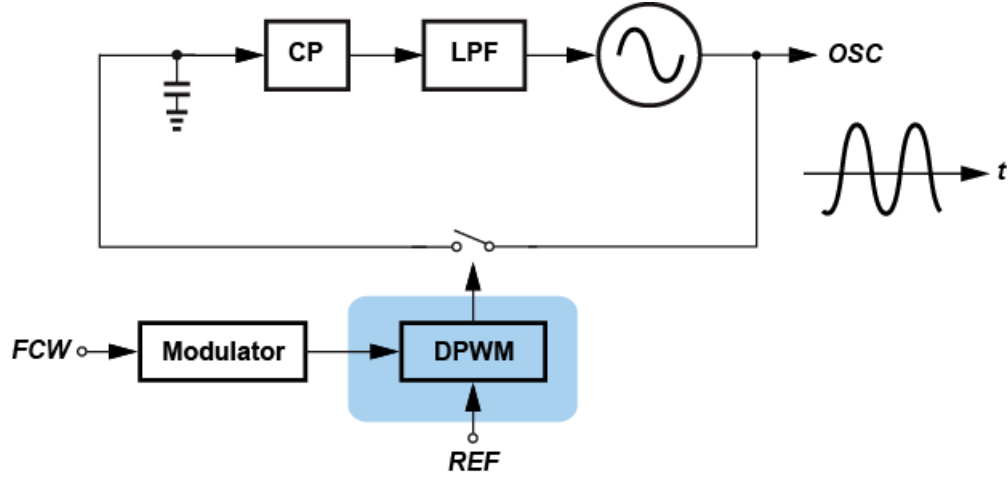 CP
LPF
OSC
t
FCW
Modulator
DPWM
REF